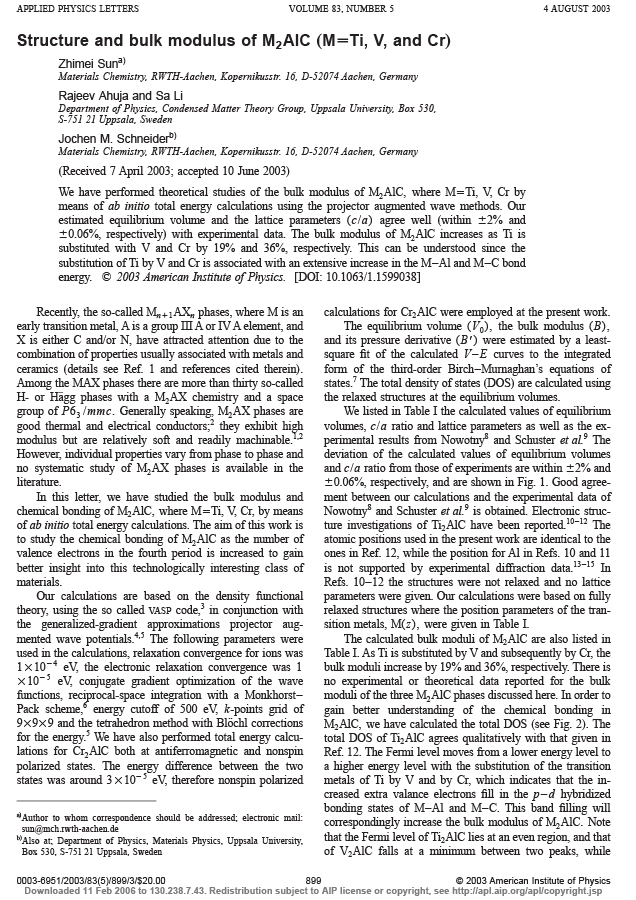 APPLIED PHYSICS LETTERS VOLUME 83, NUMBER 5 4 AUGUST 2003
Structure and bulk modulus of M₂AlC (M=Ti, V, and Cr)
Zhimei Sunᵃ⁾
Materials Chemistry, RWTH-Aachen, Kopernikusstr. 16, D-52074 Aachen, Germany
Rajeev Ahuja and Sa Li
Department of Physics, Condensed Matter Theory Group, Uppsala University, Box 530,
S-751 21 Uppsala, Sweden
Jochen M. Schneiderᵇ⁾
Materials Chemistry, RWTH-Aachen, Kopernikusstr. 16, D-52074 Aachen, Germany
(Received 7 April 2003; accepted 10 June 2003)
We have performed theoretical studies of the bulk modulus of M₂AlC, where M=Ti, V, Cr by
means of ab initio total energy calculations using the projector augmented wave methods. Our
estimated equilibrium volume and the lattice parameters (c/a) agree well (within ±2% and
±0.06%, respectively) with experimental data. The bulk modulus of M₂AlC increases as Ti is
substituted with V and Cr by 19% and 36%, respectively. This can be understood since the
substitution of Ti by V and Cr is associated with an extensive increase in the M–Al and M–C bond
energy. © 2003 American Institute of Physics. [DOI: 10.1063/1.1599038]
Recently, the so-called Mₙ₊₁AXₙ phases, where M is an
early transition metal, A is a group III A or IV A element, and
X is either C and/or N, have attracted attention due to the
combination of properties usually associated with metals and
ceramics (details see Ref. 1 and references cited therein).
Among the MAX phases there are more than thirty so-called
H- or Hägg phases with a M₂AX chemistry and a space
group of P6₃/mmc. Generally speaking, M₂AX phases are
good thermal and electrical conductors;² they exhibit high
modulus but are relatively soft and readily machinable.¹,²
However, individual properties vary from phase to phase and
no systematic study of M₂AX phases is available in the
literature.
In this letter, we have studied the bulk modulus and
chemical bonding of M₂AlC, where M=Ti, V, Cr, by means
of ab initio total energy calculations. The aim of this work is
to study the chemical bonding of M₂AlC as the number of
valence electrons in the fourth period is increased to gain
better insight into this technologically interesting class of
materials.
Our calculations are based on the density functional
theory, using the so called VASP code,³ in conjunction with
the generalized-gradient approximations projector aug-
mented wave potentials.⁴,⁵ The following parameters were
used in the calculations, relaxation convergence for ions was
1×10⁻⁴ eV, the electronic relaxation convergence was 1
×10⁻⁵ eV, conjugate gradient optimization of the wave
functions, reciprocal-space integration with a Monkhorst–
Pack scheme,⁶ energy cutoff of 500 eV, k-points grid of
9×9×9 and the tetrahedron method with Blöchl corrections
for the energy.⁵ We have also performed total energy calcu-
lations for Cr₂AlC both at antiferromagnetic and nonspin
polarized states. The energy difference between the two
states was around 3×10⁻⁵ eV, therefore nonspin polarized
ᵃ⁾Author to whom correspondence should be addressed; electronic mail:
sun@mch.rwth-aachen.de
ᵇ⁾Also at; Department of Physics, Materials Physics, Uppsala University,
Box 530, S-751 21 Uppsala, Sweden
calculations for Cr₂AlC were employed at the present work.
The equilibrium volume (V₀), the bulk modulus (B),
and its pressure derivative (B′) were estimated by a least-
square fit of the calculated V–E curves to the integrated
form of the third-order Birch–Murnaghan's equations of
states.⁷ The total density of states (DOS) are calculated using
the relaxed structures at the equilibrium volumes.
We listed in Table I the calculated values of equilibrium
volumes, c/a ratio and lattice parameters as well as the ex-
perimental results from Nowotny⁸ and Schuster et al.⁹ The
deviation of the calculated values of equilibrium volumes
and c/a ratio from those of experiments are within ±2% and
±0.06%, respectively, and are shown in Fig. 1. Good agree-
ment between our calculations and the experimental data of
Nowotny⁸ and Schuster et al.⁹ is obtained. Electronic struc-
ture investigations of Ti₂AlC have been reported.¹⁰⁻¹² The
atomic positions used in the present work are identical to the
ones in Ref. 12, while the position for Al in Refs. 10 and 11
is not supported by experimental diffraction data.¹³⁻¹⁵ In
Refs. 10–12 the structures were not relaxed and no lattice
parameters were given. Our calculations were based on fully
relaxed structures where the position parameters of the tran-
sition metals, M(z), were given in Table I.
The calculated bulk moduli of M₂AlC are also listed in
Table I. As Ti is substituted by V and subsequently by Cr, the
bulk moduli increase by 19% and 36%, respectively. There is
no experimental or theoretical data reported for the bulk
moduli of the three M₂AlC phases discussed here. In order to
gain better understanding of the chemical bonding in
M₂AlC, we have calculated the total DOS (see Fig. 2). The
total DOS of Ti₂AlC agrees qualitatively with that given in
Ref. 12. The Fermi level moves from a lower energy level to
a higher energy level with the substitution of the transition
metals of Ti by V and by Cr, which indicates that the in-
creased extra valance electrons fill in the p–d hybridized
bonding states of M–Al and M–C. This band filling will
correspondingly increase the bulk modulus of M₂AlC. Note
that the Fermi level of Ti₂AlC lies at an even region, and that
of V₂AlC falls at a minimum between two peaks, while
0003-6951/2003/83(5)/899/3/$20.00 899 © 2003 American Institute of Physics
Downloaded 11 Feb 2006 to 130.238.7.43. Redistribution subject to AIP license or copyright, see http://apl.aip.org/apl/copyright.jsp